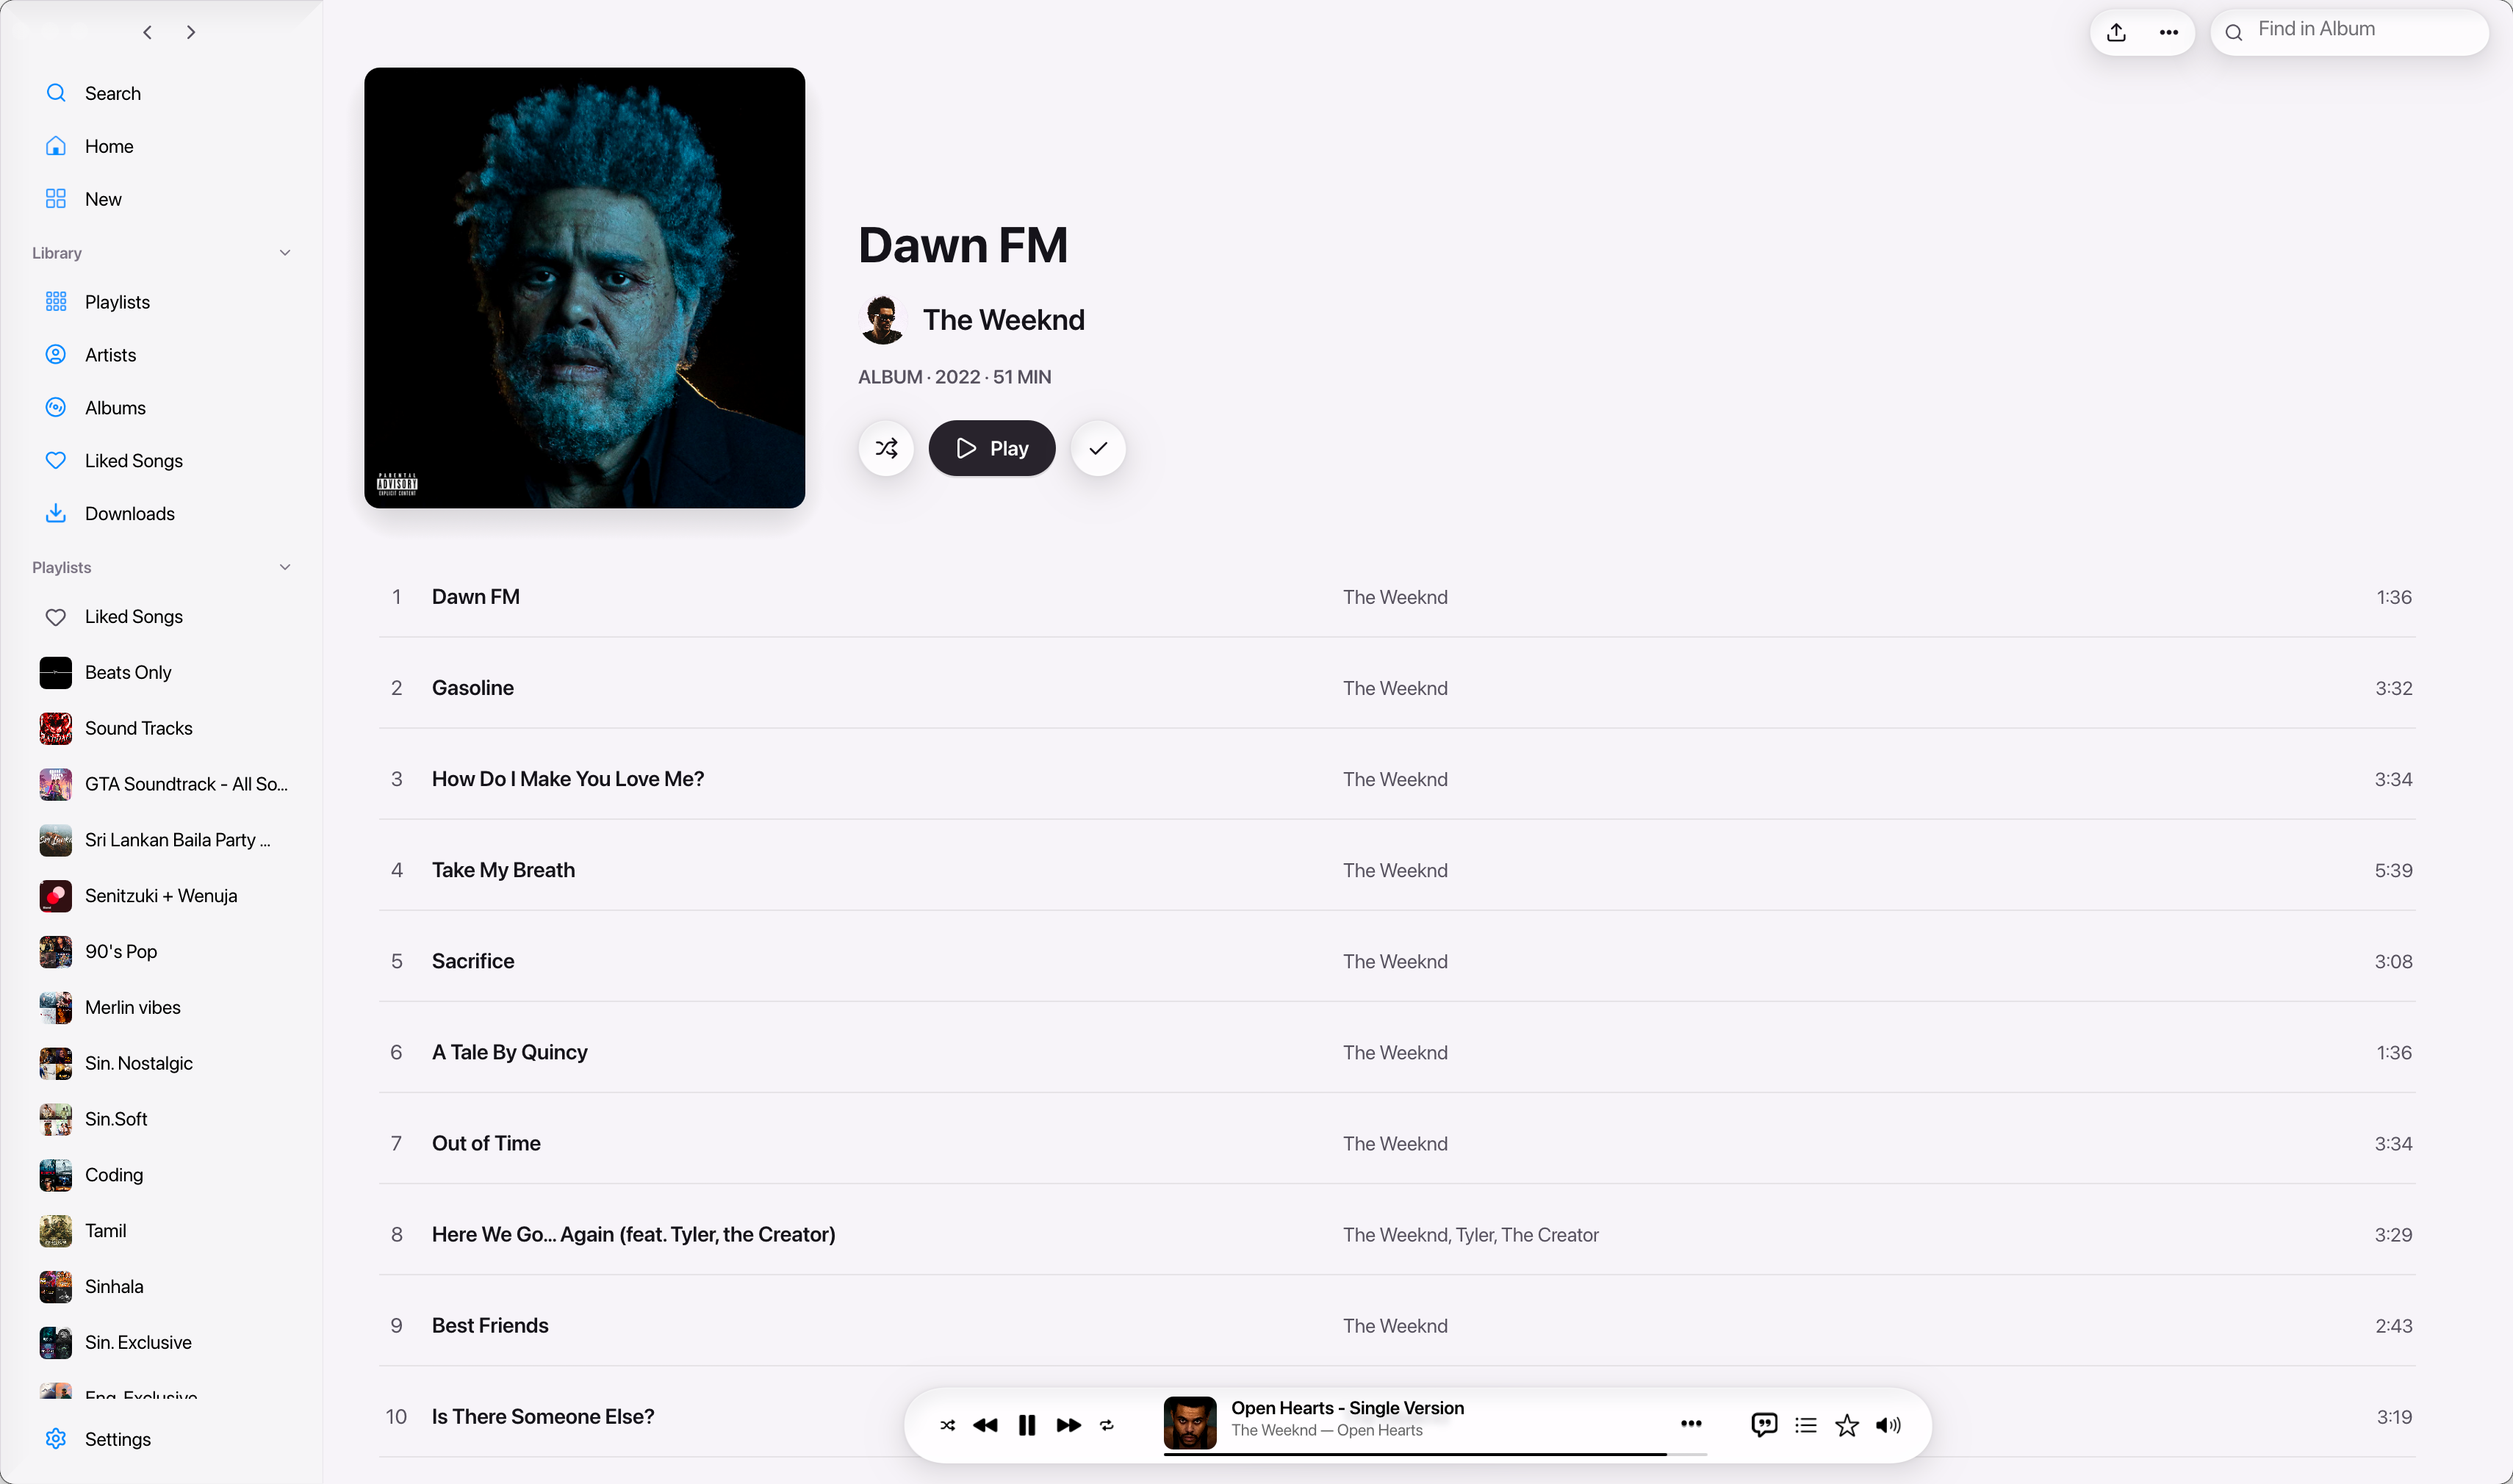 Search
Home
New
Library
Playlists
Artists
Albums
Liked Songs
Downloads
Playlists
Liked Songs
Beats Only
Sound Tracks
GTA Soundtrack - All So...
Sri Lankan Baila Party ...
Senitzuki + Wenuja
90's Pop
Merlin vibes
Sin. Nostalgic
Sin.Soft
Coding
Tamil
Sinhala
Sin. Exclusive
Eng. Exclusive
Settings
Find in Album
PARENTAL
ADVISORY
EXPLICIT CONTENT
Dawn FM
The Weeknd
ALBUM · 2022 · 51 MIN
Play
1 Dawn FM The Weeknd 1:36
2 Gasoline The Weeknd 3:32
3 How Do I Make You Love Me? The Weeknd 3:34
4 Take My Breath The Weeknd 5:39
5 Sacrifice The Weeknd 3:08
6 A Tale By Quincy The Weeknd 1:36
7 Out of Time The Weeknd 3:34
8 Here We Go... Again (feat. Tyler, the Creator) The Weeknd, Tyler, The Creator 3:29
9 Best Friends The Weeknd 2:43
10 Is There Someone Else? 3:19
Open Hearts - Single Version
The Weeknd — Open Hearts